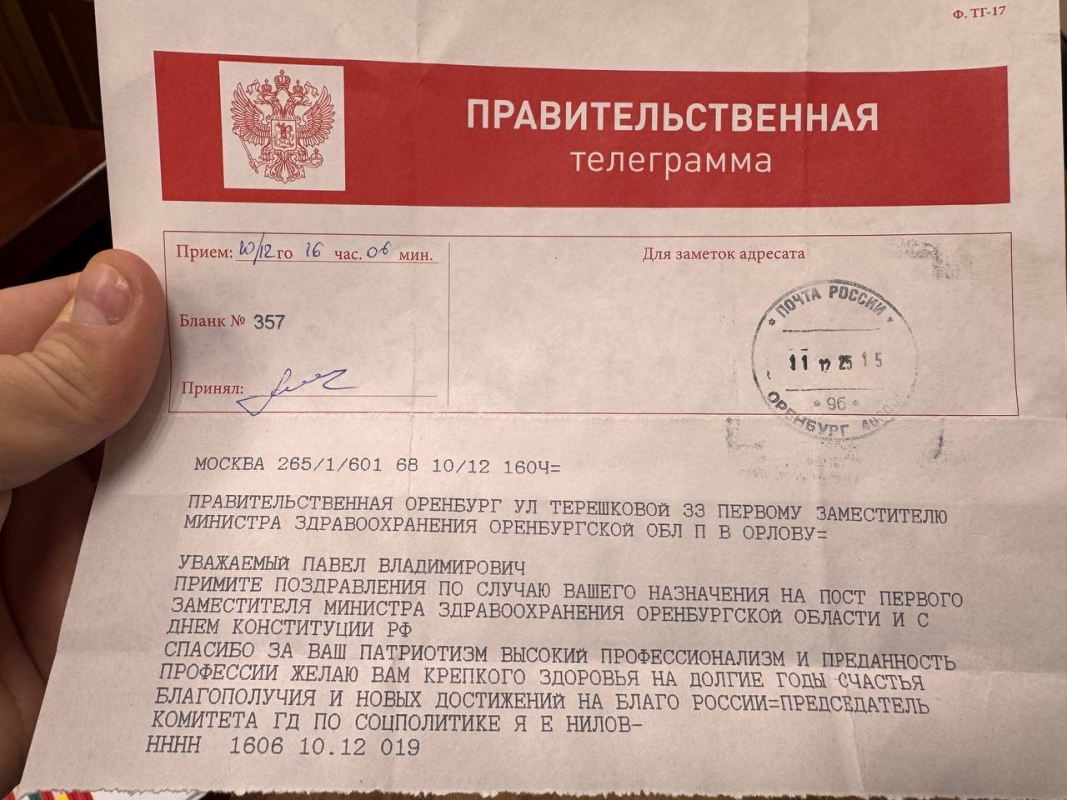 Ф. ТГ-17
ПРАВИТЕЛЬСТВЕННАЯ
телеграмма
Прием: 10/12 го 16 час. 06 мин.
Для заметок адресата
Бланк № 357
Принял:
ПОЧТА РОССИИ
11 12 25 15
96
ОРЕНБУРГ
МОСКВА 265/1/601 68 10/12 160Ч=
ПРАВИТЕЛЬСТВЕННАЯ ОРЕНБУРГ УЛ ТЕРЕШКОВОЙ 33 ПЕРВОМУ ЗАМЕСТИТЕЛЮ
МИНИСТРА ЗДРАВООХРАНЕНИЯ ОРЕНБУРГСКОЙ ОБЛ П В ОРЛОВУ=
УВАЖАЕМЫЙ ПАВЕЛ ВЛАДИМИРОВИЧ
ПРИМИТЕ ПОЗДРАВЛЕНИЯ ПО СЛУЧАЮ ВАШЕГО НАЗНАЧЕНИЯ НА ПОСТ ПЕРВОГО
ЗАМЕСТИТЕЛЯ МИНИСТРА ЗДРАВООХРАНЕНИЯ ОРЕНБУРГСКОЙ ОБЛАСТИ И С
ДНЕМ КОНСТИТУЦИИ РФ
СПАСИБО ЗА ВАШ ПАТРИОТИЗМ ВЫСОКИЙ ПРОФЕССИОНАЛИЗМ И ПРЕДАННОСТЬ
ПРОФЕССИИ ЖЕЛАЮ ВАМ КРЕПКОГО ЗДОРОВЬЯ НА ДОЛГИЕ ГОДЫ СЧАСТЬЯ
БЛАГОПОЛУЧИЯ И НОВЫХ ДОСТИЖЕНИЙ НА БЛАГО РОССИИ=ПРЕДСЕДАТЕЛЬ
КОМИТЕТА ГД ПО СОЦПОЛИТИКЕ Я Е НИЛОВ-
НННН 1606 10.12 019